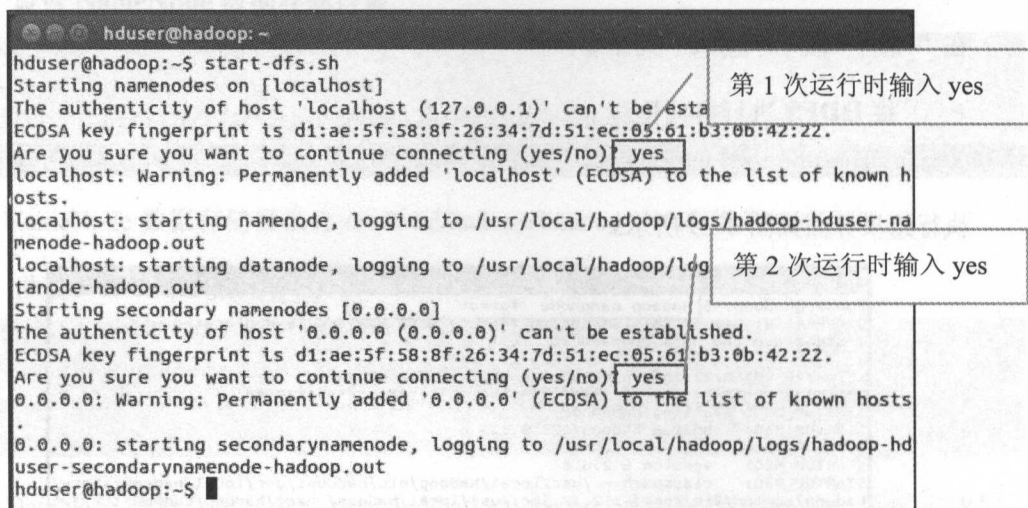 hduser@hadoop: ~
hduser@hadoop:~$ start-dfs.sh
Starting namenodes on [localhost]
The authenticity of host 'localhost (127.0.0.1)' can't be esta
第 1 次运行时输入 yes
ECDSA key fingerprint is d1:ae:5f:58:8f:26:34:7d:51:ec:05:61:b3:0b:42:22.
Are you sure you want to continue connecting (yes/no)? yes
localhost: Warning: Permanently added 'localhost' (ECDSA) to the list of known h
osts.
localhost: starting namenode, logging to /usr/local/hadoop/logs/hadoop-hduser-na
menode-hadoop.out
localhost: starting datanode, logging to /usr/local/hadoop/log
第 2 次运行时输入 yes
tanode-hadoop.out
Starting secondary namenodes [0.0.0.0]
The authenticity of host '0.0.0.0 (0.0.0.0)' can't be established.
ECDSA key fingerprint is d1:ae:5f:58:8f:26:34:7d:51:ec:05:61:b3:0b:42:22.
Are you sure you want to continue connecting (yes/no)? yes
0.0.0.0: Warning: Permanently added '0.0.0.0' (ECDSA) to the list of known hosts
.
0.0.0.0: starting secondarynamenode, logging to /usr/local/hadoop/logs/hadoop-hd
user-secondarynamenode-hadoop.out
hduser@hadoop:~$